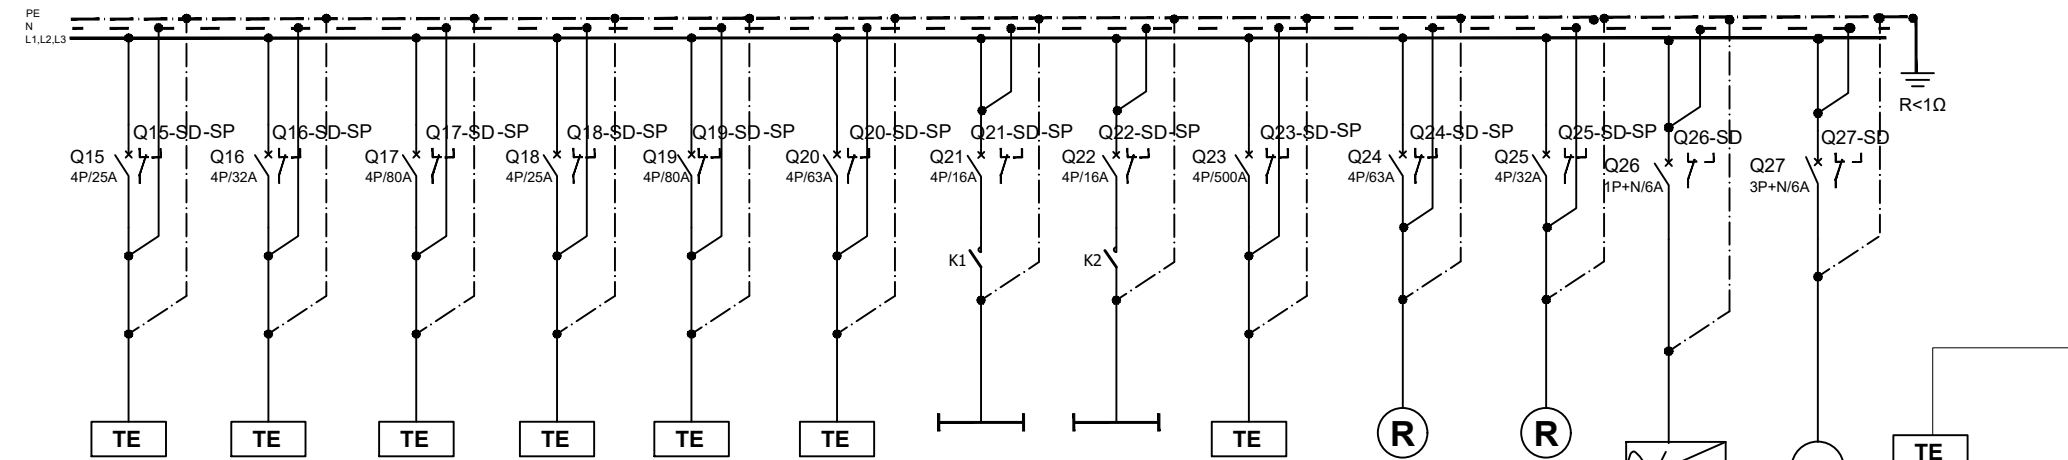 PE
N
L1,L2,L3
R<1Ω
Q15-SD-SP
Q16-SD-SP
Q17-SD-SP
Q18-SD-SP
Q19-SD-SP
Q20-SD-SP
Q21-SD-SP
Q22-SD-SP
Q23-SD-SP
Q24-SD-SP
Q25-SD-SP
Q26-SD
Q27-SD
Q15
4P/25A
Q16
4P/32A
Q17
4P/80A
Q18
4P/25A
Q19
4P/80A
Q20
4P/63A
Q21
4P/16A
Q22
4P/16A
Q23
4P/500A
Q24
4P/63A
Q25
4P/32A
Q26
1P+N/6A
Q27
3P+N/6A
K1
K2
TE
TE
TE
TE
TE
TE
TE
R
R
TE